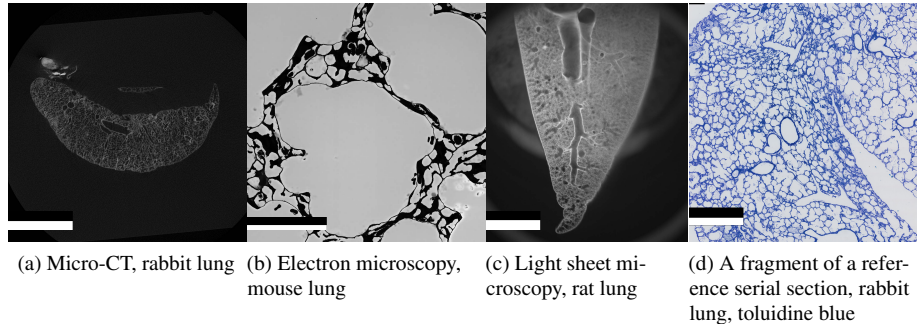 (a) Micro-CT, rabbit lung
(b) Electron microscopy,
mouse lung
(c) Light sheet mi-
croscopy, rat lung
(d) A fragment of a refer-
ence serial section, rabbit
lung, toluidine blue